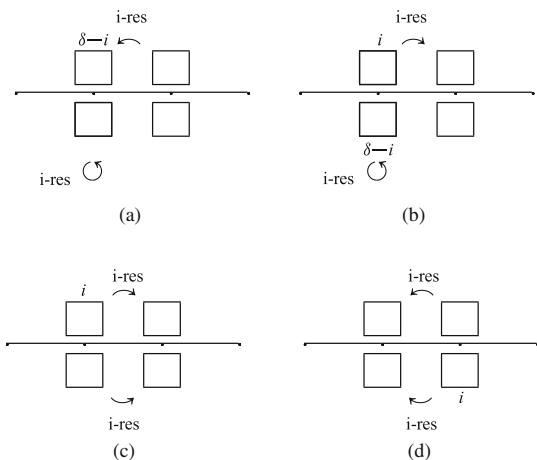 i-res
δ—i
i-res
(a)
i-res
i
δ—i
i-res
(b)
i-res
i
i-res
(c)
i-res
i
i-res
(d)